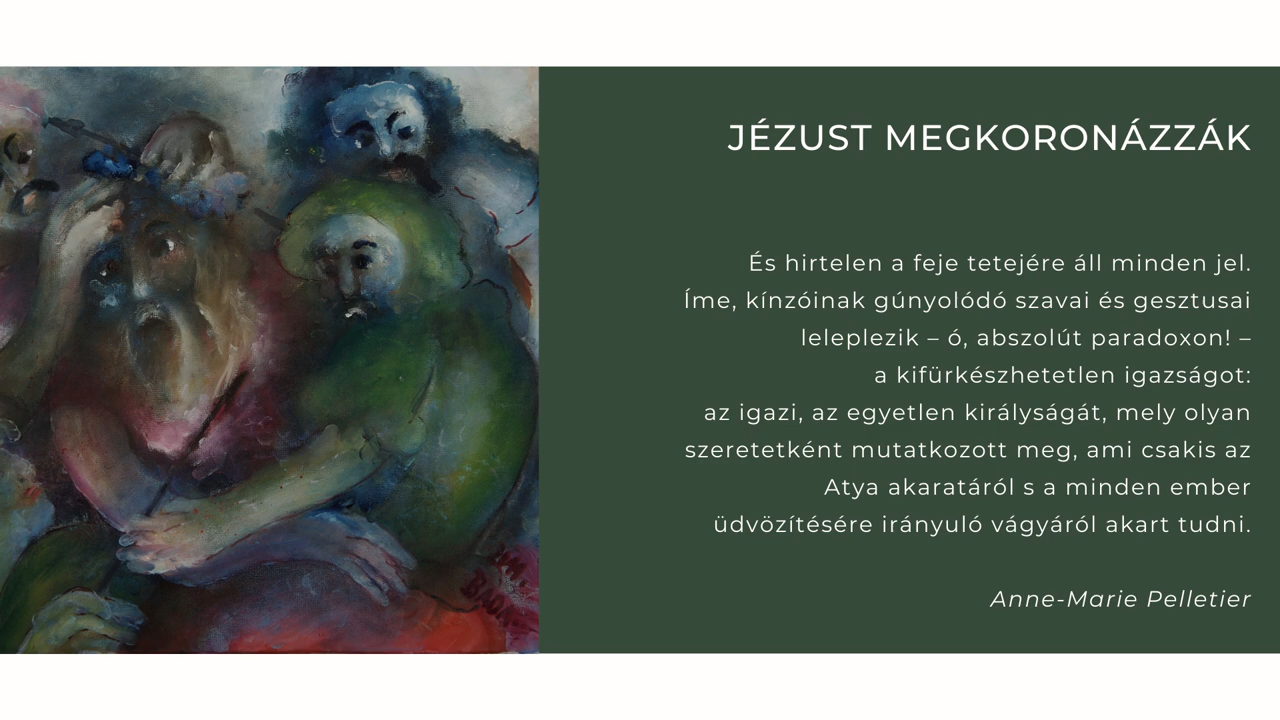 JÉZUST MEGKORONÁZZÁK
És hirtelen a feje tetejére áll minden jel.
Íme, kínzóinak gúnyolódó szavai és gesztusai
leleplezik – ó, abszolút paradoxon! –
a kifürkészhetetlen igazságot:
az igazi, az egyetlen királyságát, mely olyan
szeretetként mutatkozott meg, ami csakis az
Atya akaratáról s a minden ember
üdvözítésére irányuló vágyáról akart tudni.
Anne-Marie Pelletier